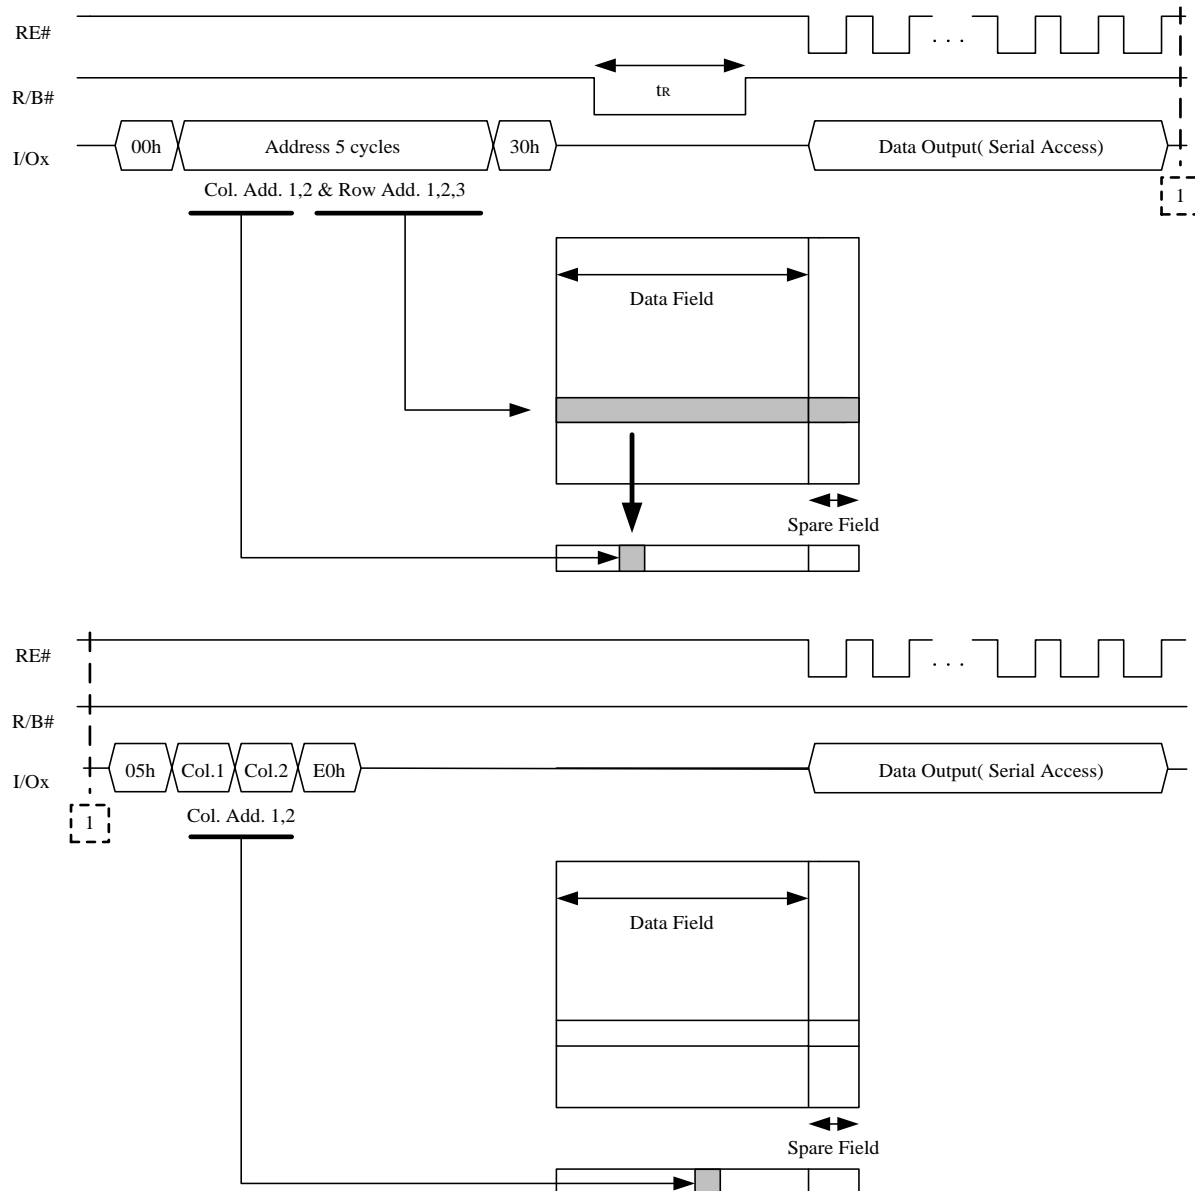 RE#
. . .
R/B#
tR
I/Ox
00h
Address 5 cycles
30h
Data Output( Serial Access)
Col. Add. 1,2 & Row Add. 1,2,3
1
Data Field
Spare Field
RE#
. . .
R/B#
I/Ox
05h
Col.1
Col.2
E0h
Data Output( Serial Access)
1
Col. Add. 1,2
Data Field
Spare Field